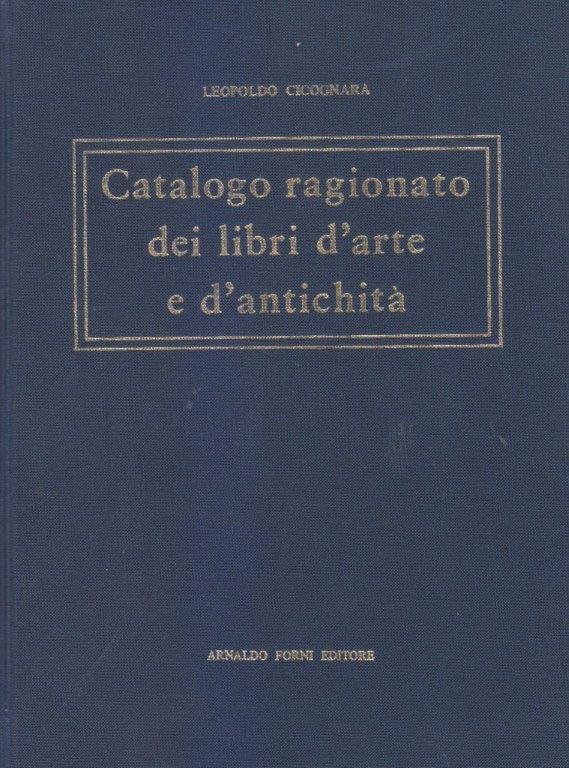 LEOPOLDO CICOGNARA
Catalogo ragionato
dei libri d'arte
e d'antichità
ARNALDO FORNI EDITORE